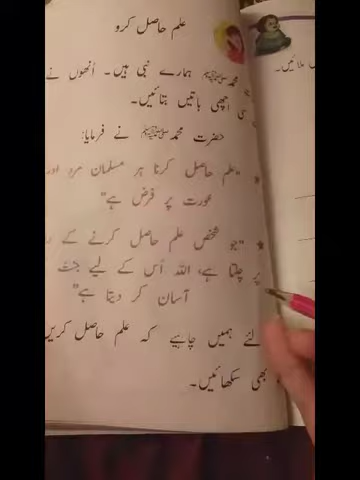 علم حاصل کرو
محمد ﷺ ہمارے نبی ہیں۔ اُنھوں نے
سی اچھی باتیں بتائیں۔
حضرت محمد ﷺ نے فرمایا:
* "علم حاصل کرنا ہر مسلمان مرد اور
عورت پر فرض ہے"
* "جو شخص علم حاصل کرنے کے
پر چلتا ہے، اللہ اُس کے لیے جنّت
آسان کر دیتا ہے"
لئے ہمیں چاہیے کہ علم حاصل کریں
بھی سکھائیں۔
ملائیں۔